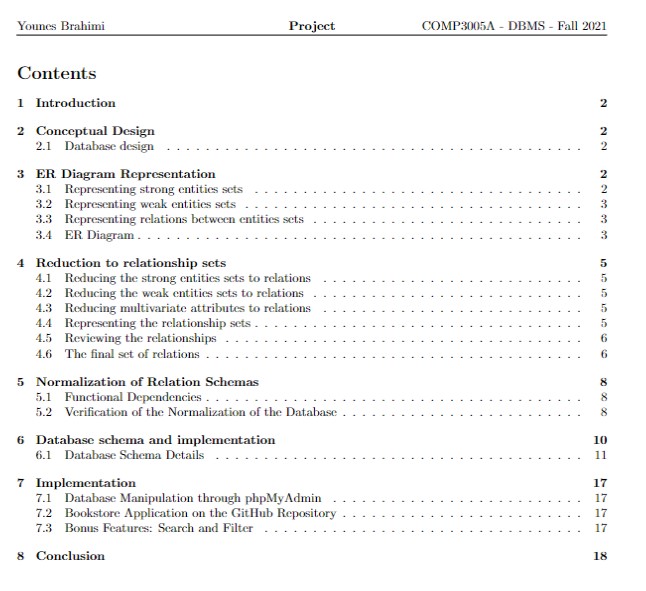 Younes Brahimi Project COMP3005A - DBMS - Fall 2021
Contents
1 Introduction 2
2 Conceptual Design 2
2.1 Database design . . . . . . . . . . . . . . . . . . . . . . . . . . . . . . . . . . . . 2
3 ER Diagram Representation 2
3.1 Representing strong entities sets . . . . . . . . . . . . . . . . . . . . . . . . . . . 2
3.2 Representing weak entities sets . . . . . . . . . . . . . . . . . . . . . . . . . . . . 3
3.3 Representing relations between entities sets . . . . . . . . . . . . . . . . . . . . . . 3
3.4 ER Diagram . . . . . . . . . . . . . . . . . . . . . . . . . . . . . . . . . . . . . . 3
4 Reduction to relationship sets 5
4.1 Reducing the strong entities sets to relations . . . . . . . . . . . . . . . . . . . . . 5
4.2 Reducing the weak entities sets to relations . . . . . . . . . . . . . . . . . . . . . . 5
4.3 Reducing multivariate attributes to relations . . . . . . . . . . . . . . . . . . . . . 5
4.4 Representing the relationship sets . . . . . . . . . . . . . . . . . . . . . . . . . . . 5
4.5 Reviewing the relationships . . . . . . . . . . . . . . . . . . . . . . . . . . . . . . 6
4.6 The final set of relations . . . . . . . . . . . . . . . . . . . . . . . . . . . . . . . . 6
5 Normalization of Relation Schemas 8
5.1 Functional Dependencies . . . . . . . . . . . . . . . . . . . . . . . . . . . . . . . . 8
5.2 Verification of the Normalization of the Database . . . . . . . . . . . . . . . . . . . 8
6 Database schema and implementation 10
6.1 Database Schema Details . . . . . . . . . . . . . . . . . . . . . . . . . . . . . . . 11
7 Implementation 17
7.1 Database Manipulation through phpMyAdmin . . . . . . . . . . . . . . . . . . . . 17
7.2 Bookstore Application on the GitHub Repository . . . . . . . . . . . . . . . . . . . 17
7.3 Bonus Features: Search and Filter . . . . . . . . . . . . . . . . . . . . . . . . . . 17
8 Conclusion 18